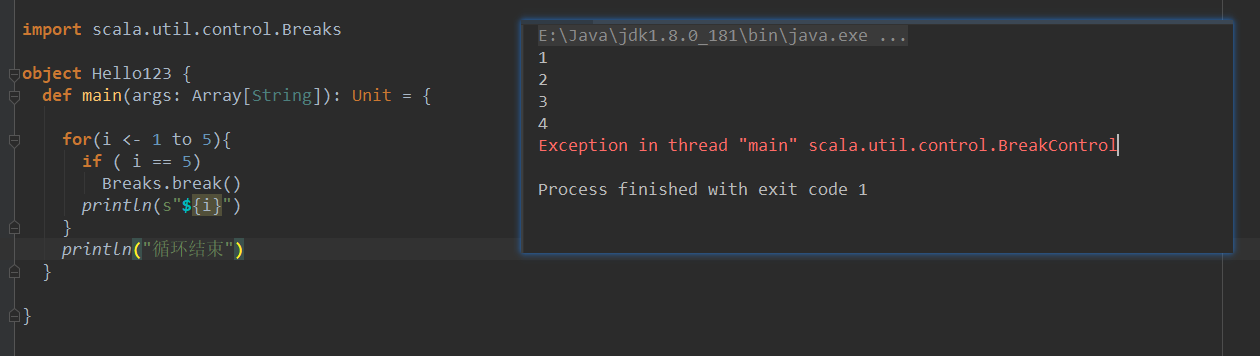 import scala.util.control.Breaks
object Hello123 {
def main(args: Array[String]): Unit = {
for(i <- 1 to 5){
if ( i == 5)
Breaks.break()
println(s"${i}")
}
println("循环结束")
}
}
E:\Java\jdk1.8.0_181\bin\java.exe ...
1
2
3
4
Exception in thread "main" scala.util.control.BreakControl
Process finished with exit code 1